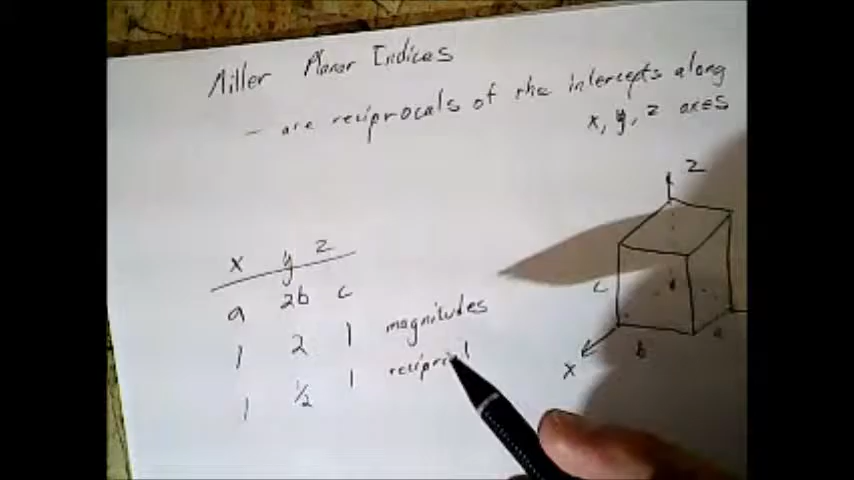 Miller Planar Indices
- are reciprocals of the intercepts along
x, y, z axes
z
x y z
a 2b c
c
1 2 1 magnitudes
a
b
x
1 1/2 1